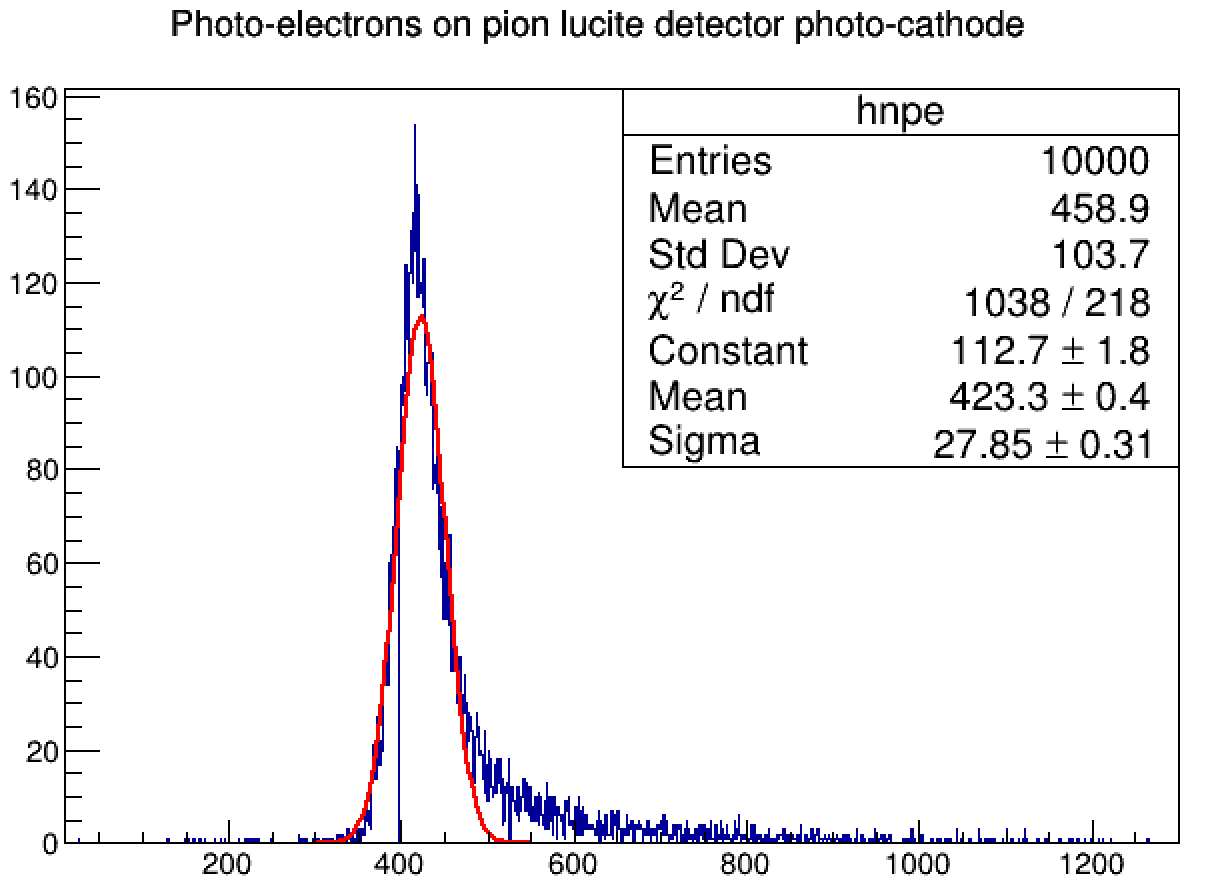 Photo-electrons on pion lucite detector photo-cathode
hnpe
Entries 10000
Mean 458.9
Std Dev 103.7
χ² / ndf 1038 / 218
Constant 112.7 ± 1.8
Mean 423.3 ± 0.4
Sigma 27.85 ± 0.31
160
140
120
100
80
60
40
20
0
200 400 600 800 1000 1200